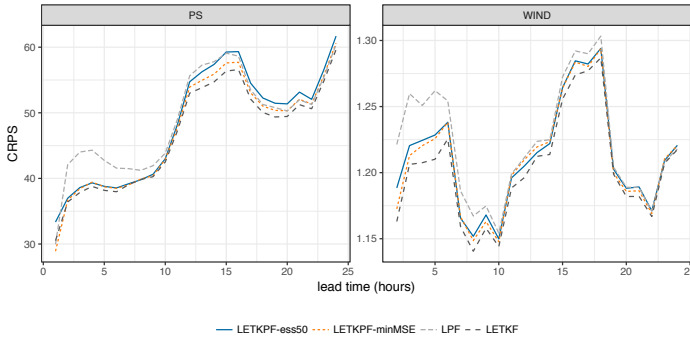 PS
WIND
CRPS
60
50
40
30
0
5
10
15
20
25
1.30
1.25
1.20
1.15
5
10
15
20
25
lead time (hours)
LETKPF-ess50
LETKPF-minMSE
LPF
LETKF